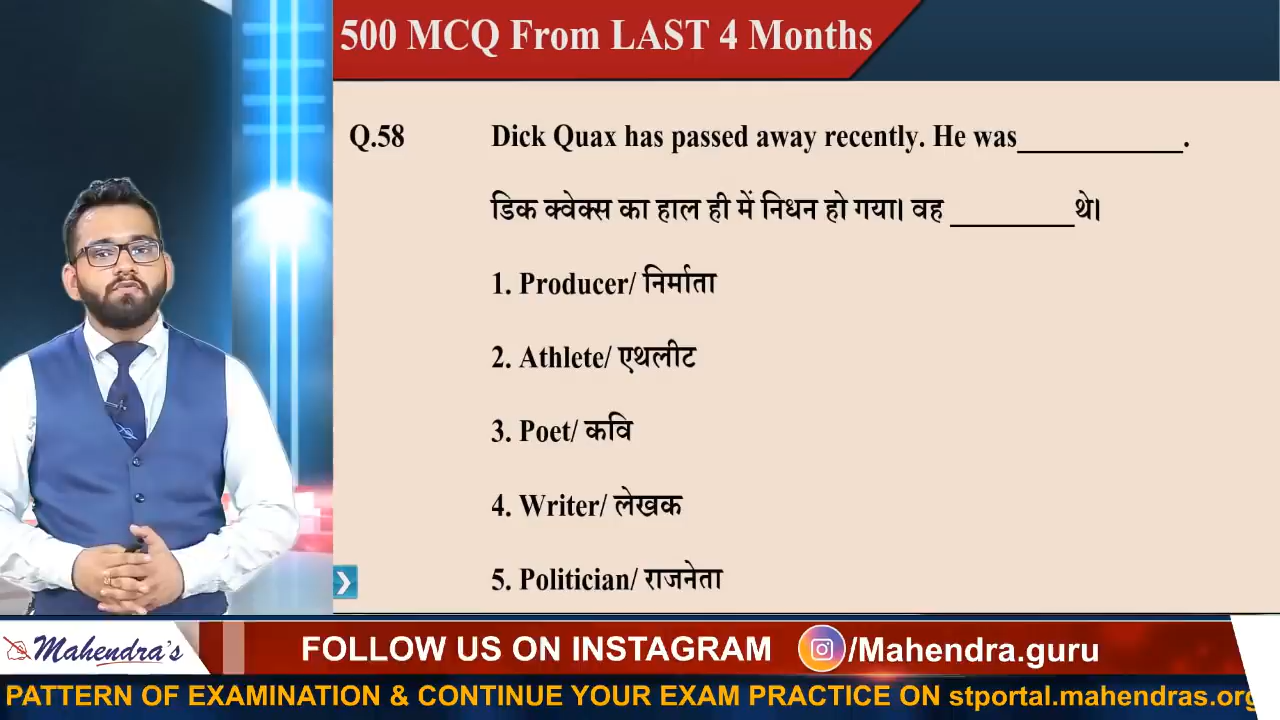 500 MCQ From LAST 4 Months
Q.58 Dick Quax has passed away recently. He was___________.
डिक क्वेक्स का हाल ही में निधन हो गया। वह ________थे।
1. Producer/ निर्माता
2. Athlete/ एथलीट
3. Poet/ कवि
4. Writer/ लेखक
5. Politician/ राजनेता
Mahendra's FOLLOW US ON INSTAGRAM /Mahendra.guru
PATTERN OF EXAMINATION & CONTINUE YOUR EXAM PRACTICE ON stportal.mahendras.org